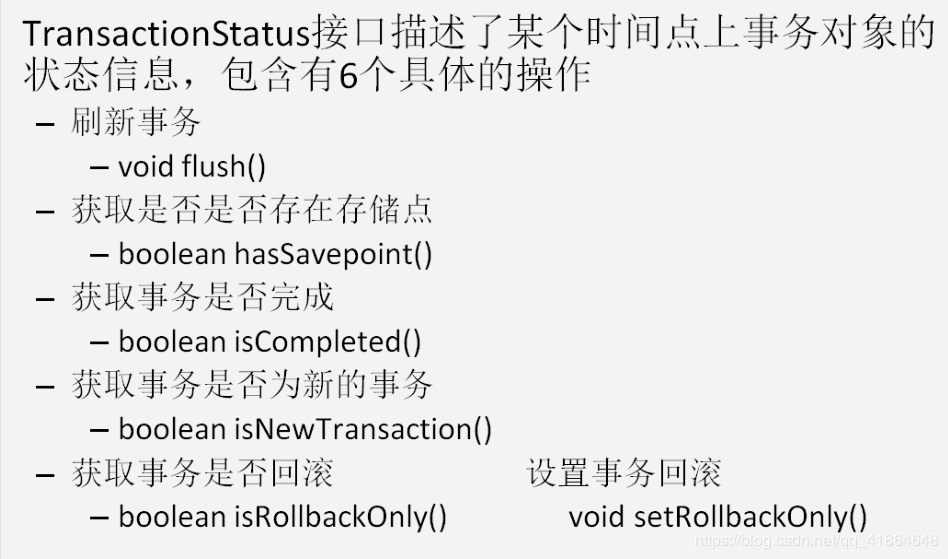 TransactionStatus接口描述了某个时间点上事务对象的
状态信息，包含有6个具体的操作
– 刷新事务
– void flush()
– 获取是否是否存在存储点
– boolean hasSavepoint()
– 获取事务是否完成
– boolean isCompleted()
– 获取事务是否为新的事务
– boolean isNewTransaction()
– 获取事务是否回滚 设置事务回滚
– boolean isRollbackOnly() void setRollbackOnly()
https://blog.csdn.net/qq_41864648